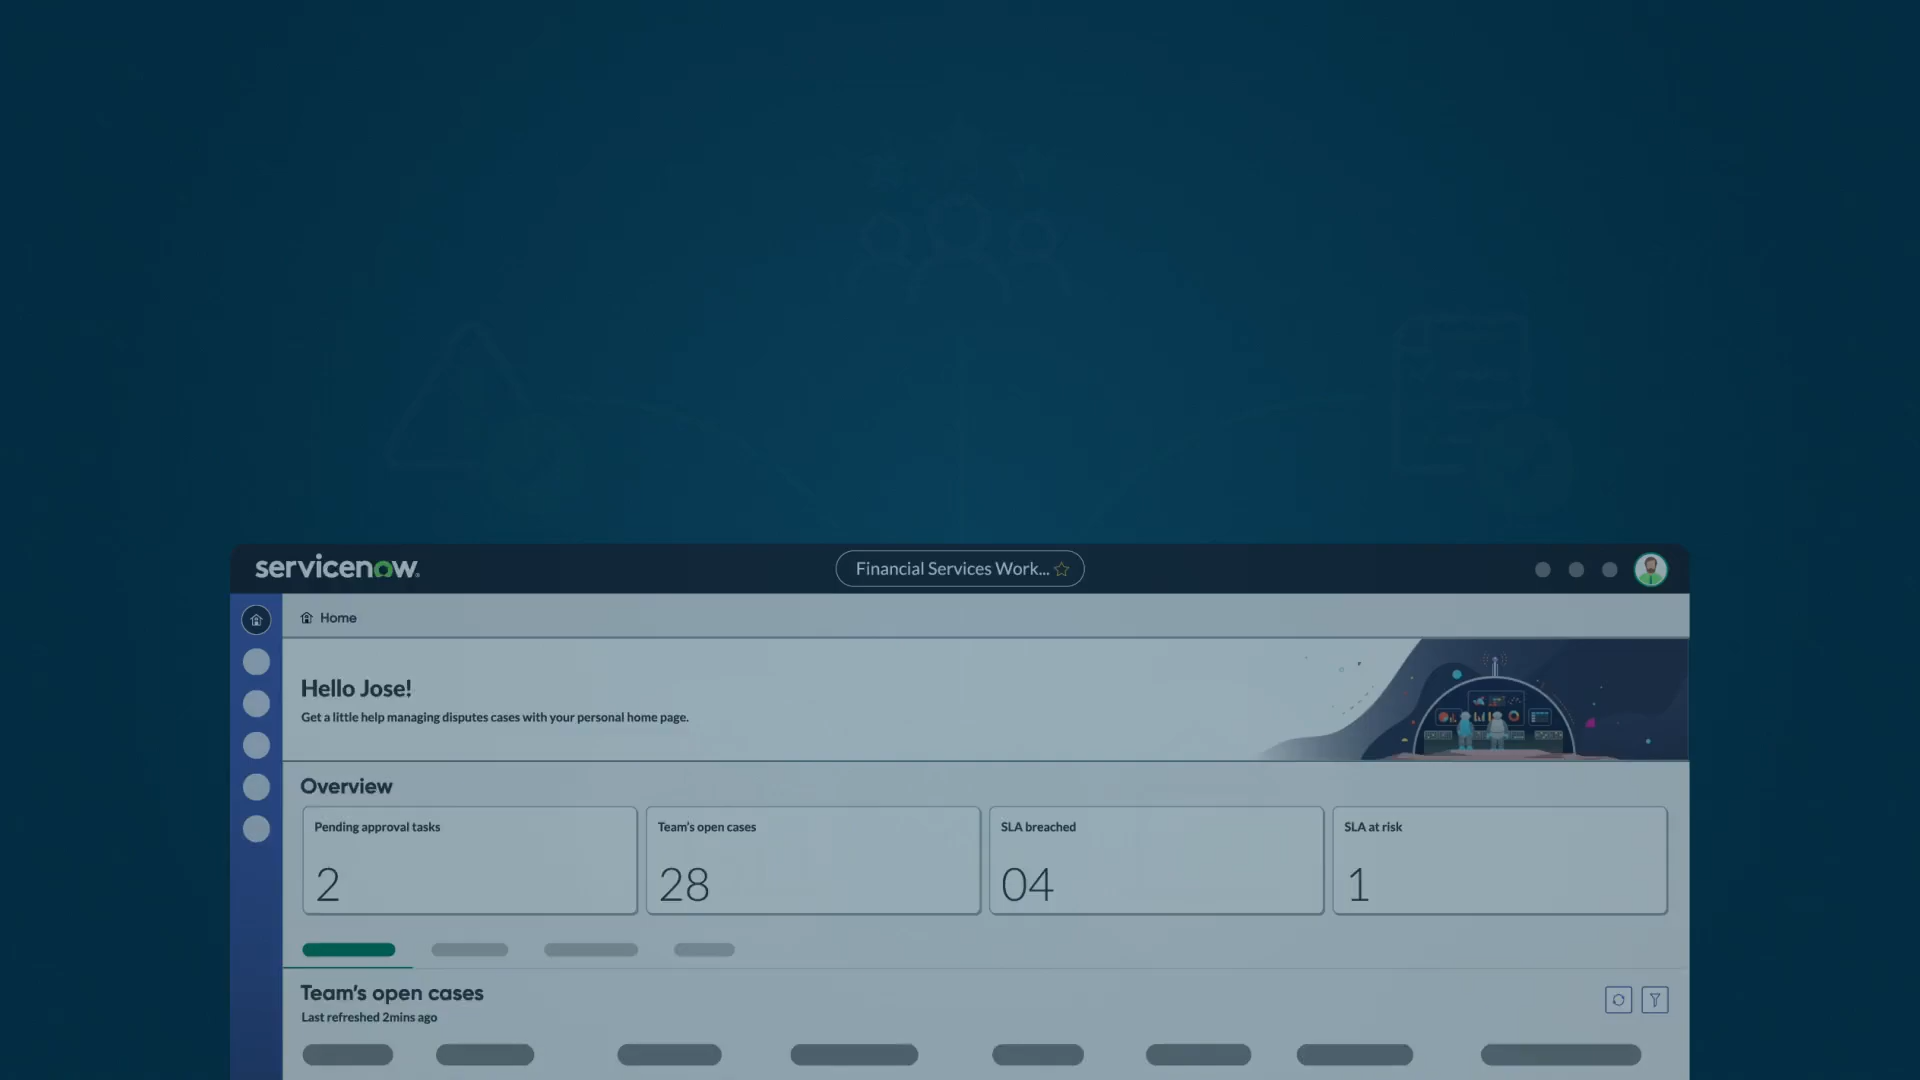 servicenow.
Financial Services Work...
Home
Hello Jose!
Get a little help managing disputes cases with your personal home page.
Overview
Pending approval tasks
2
Team's open cases
28
SLA breached
04
SLA at risk
1
Team's open cases
Last refreshed 2mins ago